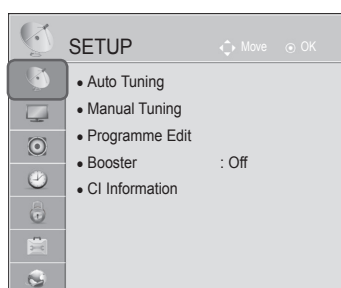 SETUP
Move OK
• Auto Tuning
• Manual Tuning
• Programme Edit
• Booster : Off
• CI Information